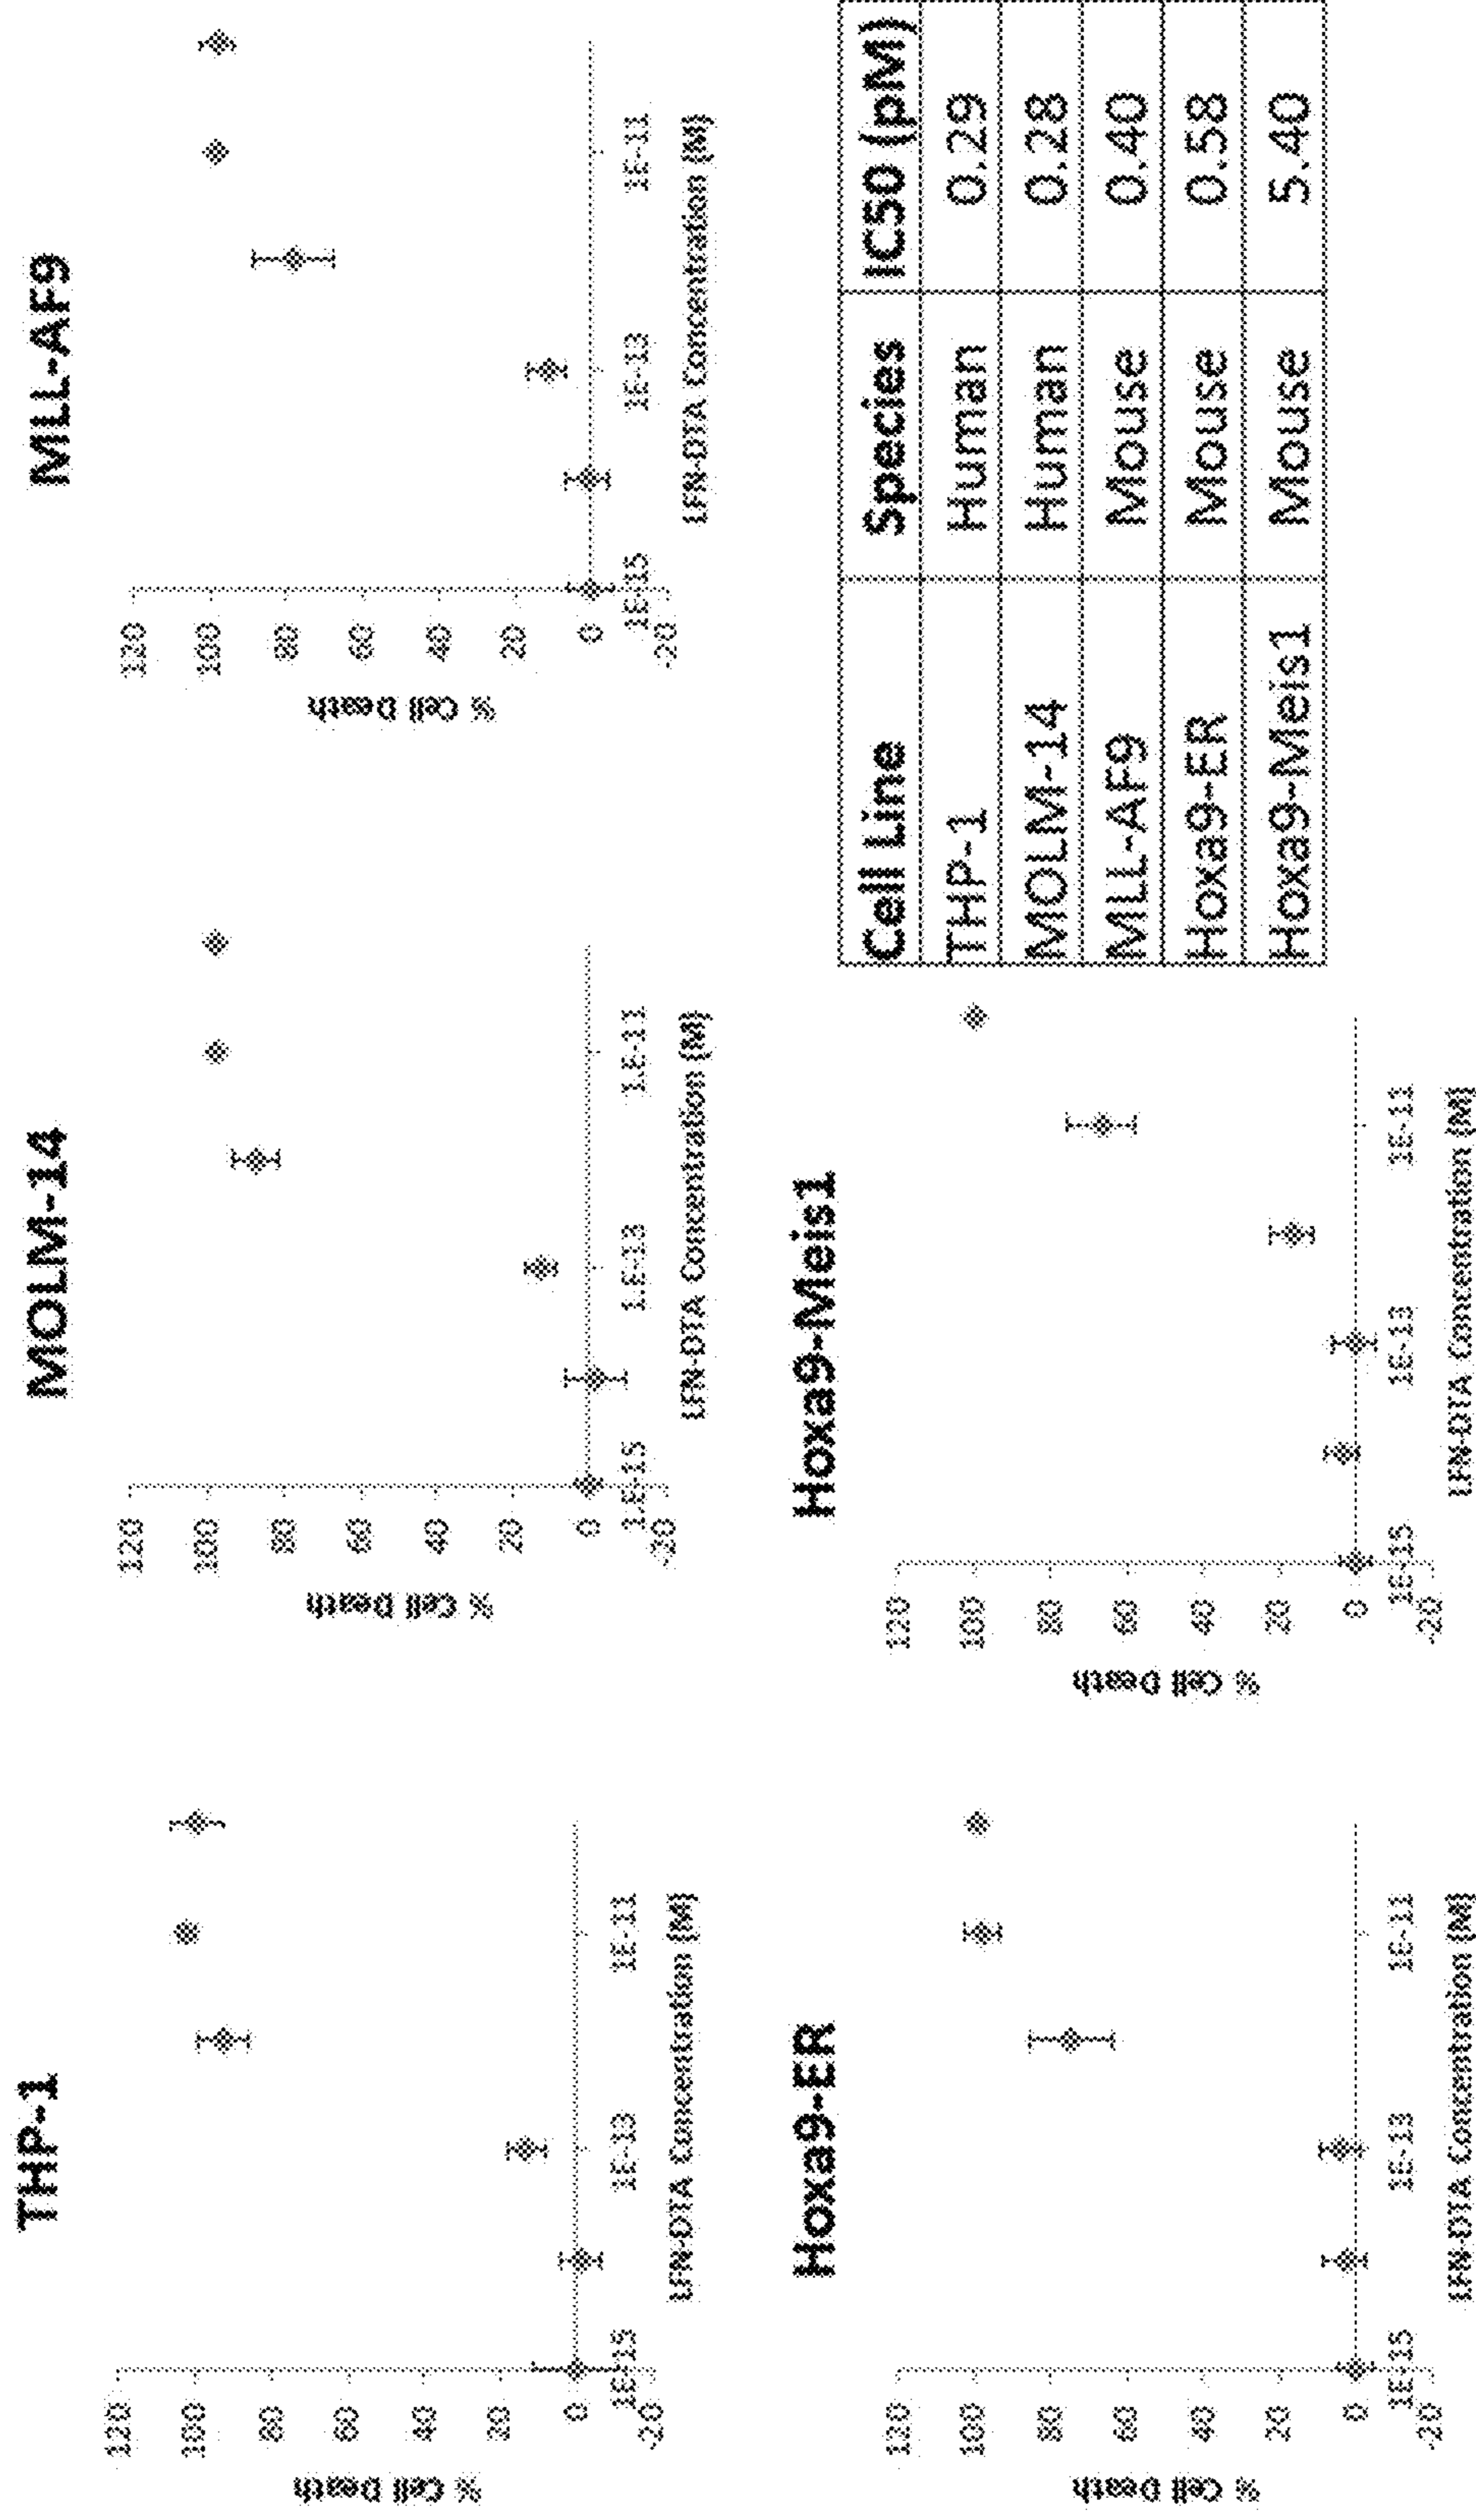 THP-1
% Cell Death
120
100
80
60
40
20
0
-20
1E-15
1E-13
1E-11
LFN-DTA Concentration (M)
MOLM-14
% Cell Death
120
100
80
60
40
20
0
-20
1.E-15
1.E-13
1.E-11
LFN-DTA Concentration (M)
MLL-AF9
% Cell Death
120
100
80
60
40
20
0
-20
1E-15
1E-13
1E-11
LFN-DTA Concentration (M)
Hoxa9-ER
% Cell Death
120
100
80
60
40
20
0
-20
1E-15
1E-13
1E-11
LFN-DTA Concentration (M)
Hoxa9-Meis1
% Cell Death
120
100
80
60
40
20
0
-20
1E-15
1E-13
1E-11
LFN-DTA Concentration (M)
Cell Line Species IC50 (pM)
THP-1 Human 0.29
MOLM-14 Human 0.28
MLL-AF9 Mouse 0.40
Hoxa9-ER Mouse 0.58
Hoxa9-Meis1 Mouse 5.40